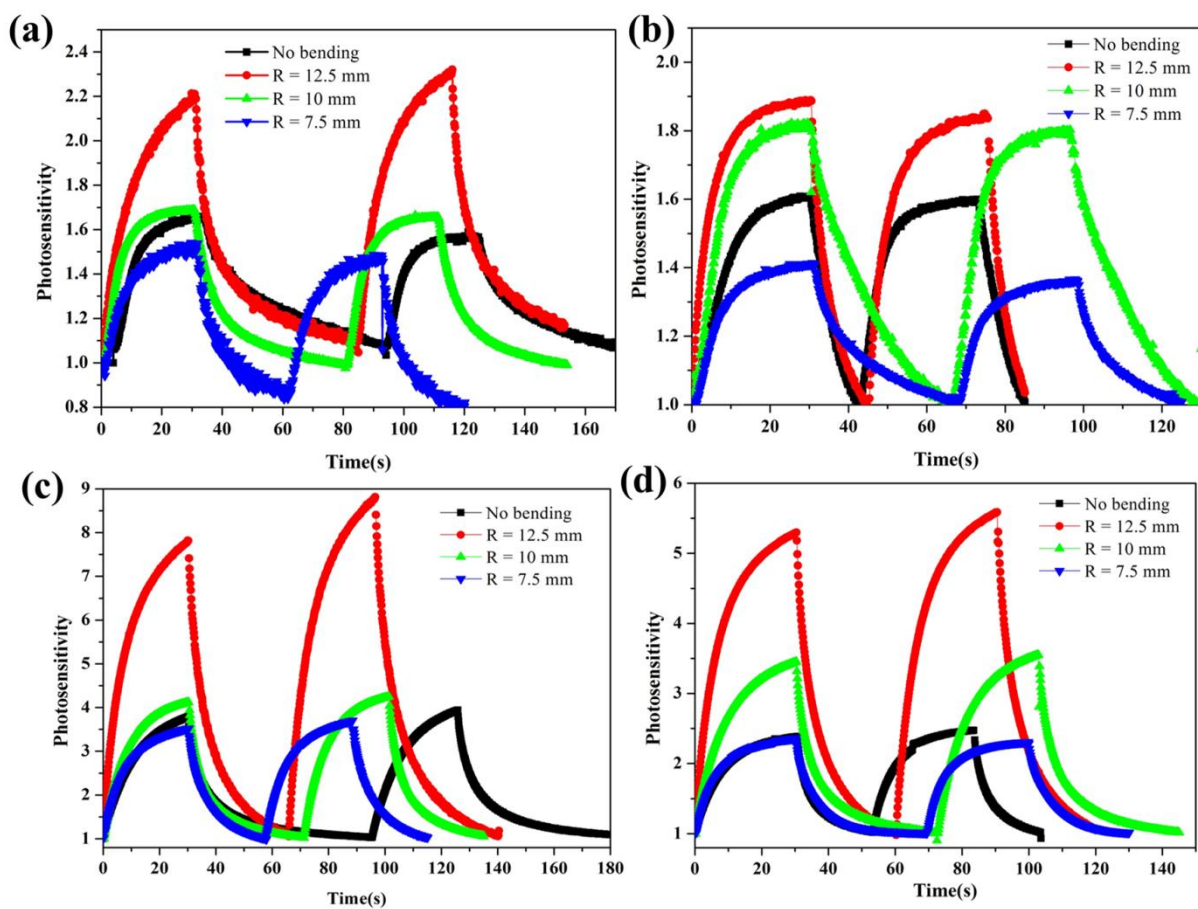 (a)
No bending
R = 12.5 mm
R = 10 mm
R = 7.5 mm
2.4
2.2
2.0
1.8
1.6
1.4
1.2
1.0
0.8
Photosensitivity
0 20 40 60 80 100 120 140 160
Time(s)
(b)
No bending
R = 12.5 mm
R = 10 mm
R = 7.5 mm
2.0
1.8
1.6
1.4
1.2
1.0
Photosensitivity
0 20 40 60 80 100 120
Time(s)
(c)
No bending
R = 12.5 mm
R = 10 mm
R = 7.5 mm
9
8
7
6
5
4
3
2
1
Photosensitivity
0 20 40 60 80 100 120 140 160 180
Time(s)
(d)
No bending
R = 12.5 mm
R = 10 mm
R = 7.5 mm
6
5
4
3
2
1
Photosensitivity
0 20 40 60 80 100 120 140
Time(s)